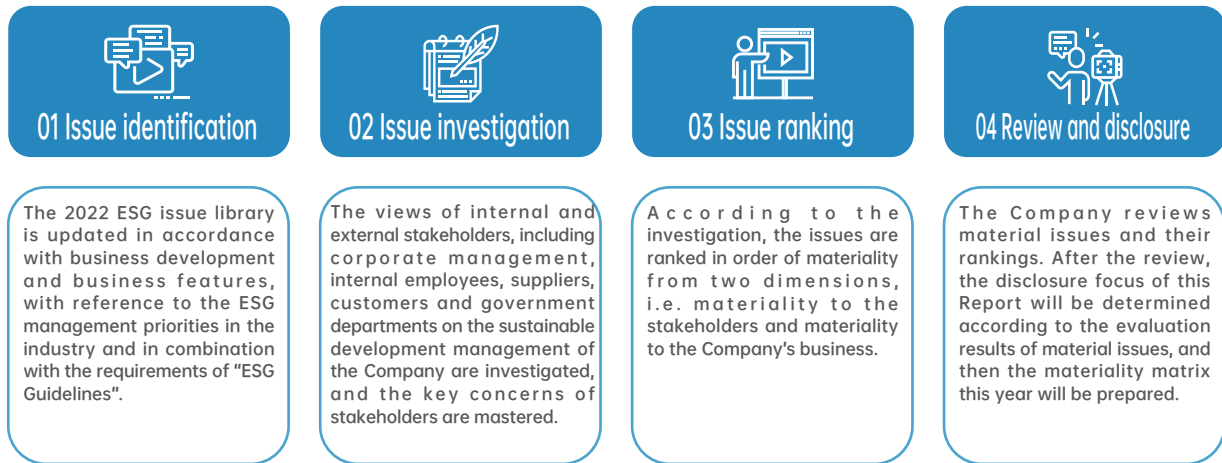 01 Issue identification
The 2022 ESG issue library
is updated in accordance
with business development
and business features,
with reference to the ESG
management priorities in the
industry and in combination
with the requirements of "ESG
Guidelines".
02 Issue investigation
The views of internal and
external stakeholders, including
corporate management,
internal employees, suppliers,
customers and government
departments on the sustainable
development management of
the Company are investigated,
and the key concerns of
stakeholders are mastered.
03 Issue ranking
According to the
investigation, the issues are
ranked in order of materiality
from two dimensions,
i.e. materiality to the
stakeholders and materiality
to the Company's business.
04 Review and disclosure
The Company reviews
material issues and their
rankings. After the review,
the disclosure focus of this
Report will be determined
according to the evaluation
results of material issues, and
then the materiality matrix
this year will be prepared.